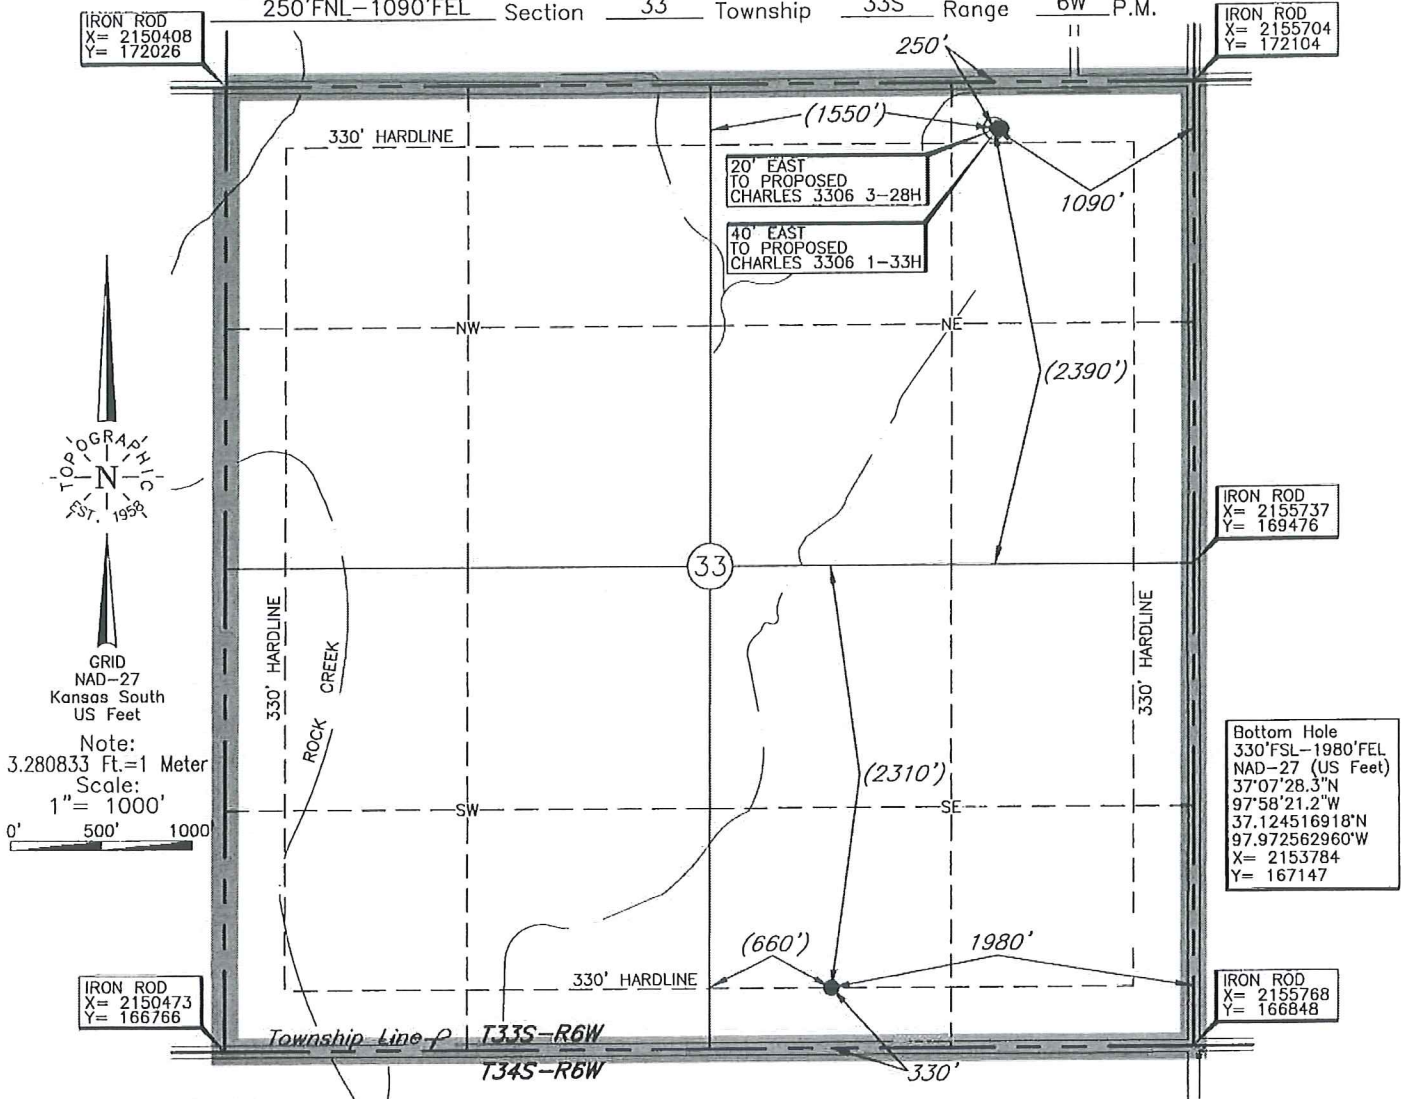 250'FNL-1090'FEL Section 33 Township 33S Range 6W P.M.
IRON ROD
X= 2150408
Y= 172026
IRON ROD
X= 2155704
Y= 172104
250'
(1550')
330' HARDLINE
20' EAST
TO PROPOSED
CHARLES 3306 3-28H
1090'
40' EAST
TO PROPOSED
CHARLES 3306 1-33H
NW
NE
(2390')
TOPOGRAPHIC
N
EST. 1958
IRON ROD
X= 2155737
Y= 169476
33
330' HARDLINE
330' HARDLINE
ROCK CREEK
GRID
NAD-27
Kansas South
US Feet
Note:
3.280833 Ft.=1 Meter
Scale:
1"= 1000'
0' 500' 1000'
(2310')
SW
SE
Bottom Hole
330'FSL-1980'FEL
NAD-27 (US Feet)
37°07'28.3"N
97°58'21.2"W
37.124516918°N
97.972562960°W
X= 2153784
Y= 167147
(660')
1980'
330' HARDLINE
IRON ROD
X= 2150473
Y= 166766
IRON ROD
X= 2155768
Y= 166848
Township Line
T33S-R6W
T34S-R6W
330'